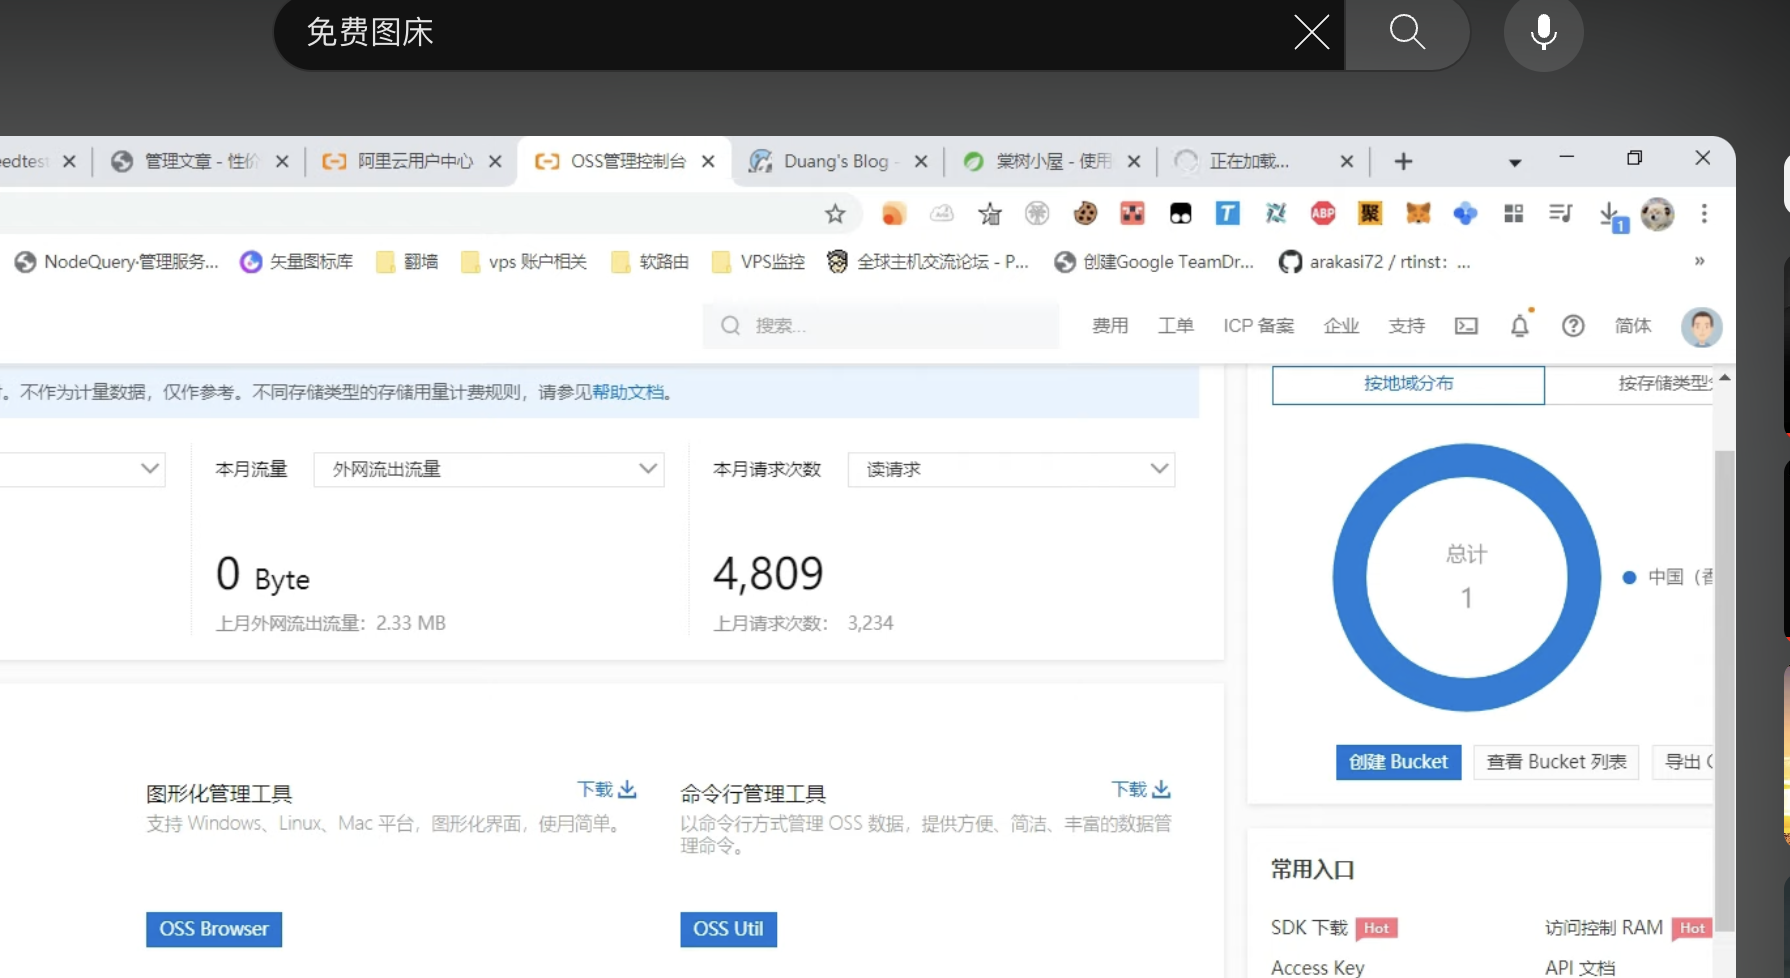 免费图床
eedtest
管理文章 - 性价
阿里云用户中心
OSS管理控制台
Duang's Blog -
棠树小屋 - 使用
正在加载...
ABP
聚
1
NodeQuery·管理服务...
矢量图标库
翻墙
vps 账户相关
软路由
VPS监控
全球主机交流论坛 - P...
创建Google TeamDr...
arakasi72 / rtinst: ...
»
搜索...
费用
工单
ICP 备案
企业
支持
简体
。不作为计量数据，仅作参考。不同存储类型的存储用量计费规则，请参见帮助文档。
按地域分布
按存储类型
本月流量
外网流出流量
本月请求次数
读请求
0 Byte
4,809
上月外网流出流量：2.33 MB
上月请求次数： 3,234
总计
1
中国（香
创建 Bucket
查看 Bucket 列表
导出
图形化管理工具
下载
支持 Windows、Linux、Mac 平台，图形化界面，使用简单。
OSS Browser
命令行管理工具
下载
以命令行方式管理 OSS 数据，提供方便、简洁、丰富的数据管
理命令。
OSS Util
常用入口
SDK 下载 Hot
访问控制 RAM Hot
Access Key
API 文档